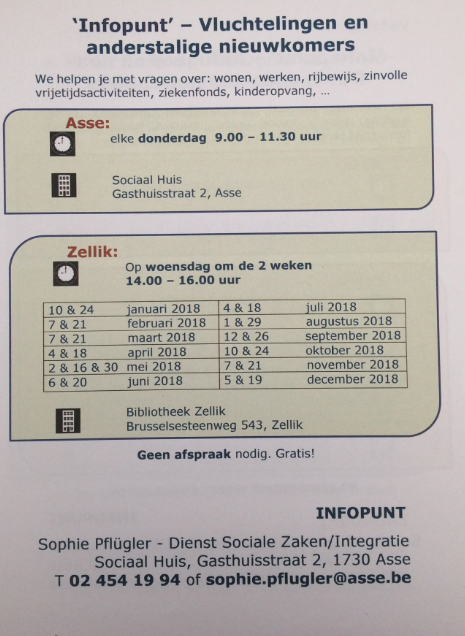 ‘Infopunt’ – Vluchtelingen en
anderstalige nieuwkomers
We helpen je met vragen over: wonen, werken, rijbewijs, zinvolle
vrijetijdsactiviteiten, ziekenfonds, kinderopvang, ...
Asse:
elke donderdag 9.00 – 11.30 uur
Sociaal Huis
Gasthuisstraat 2, Asse
Zellik:
Op woensdag om de 2 weken
14.00 – 16.00 uur
10 & 24 januari 2018 4 & 18 juli 2018
7 & 21 februari 2018 1 & 29 augustus 2018
7 & 21 maart 2018 12 & 26 september 2018
4 & 18 april 2018 10 & 24 oktober 2018
2 & 16 & 30 mei 2018 7 & 21 november 2018
6 & 20 juni 2018 5 & 19 december 2018
Bibliotheek Zellik
Brusselsesteenweg 543, Zellik
Geen afspraak nodig. Gratis!
INFOPUNT
Sophie Pflügler - Dienst Sociale Zaken/Integratie
Sociaal Huis, Gasthuisstraat 2, 1730 Asse
T 02 454 19 94 of sophie.pflugler@asse.be